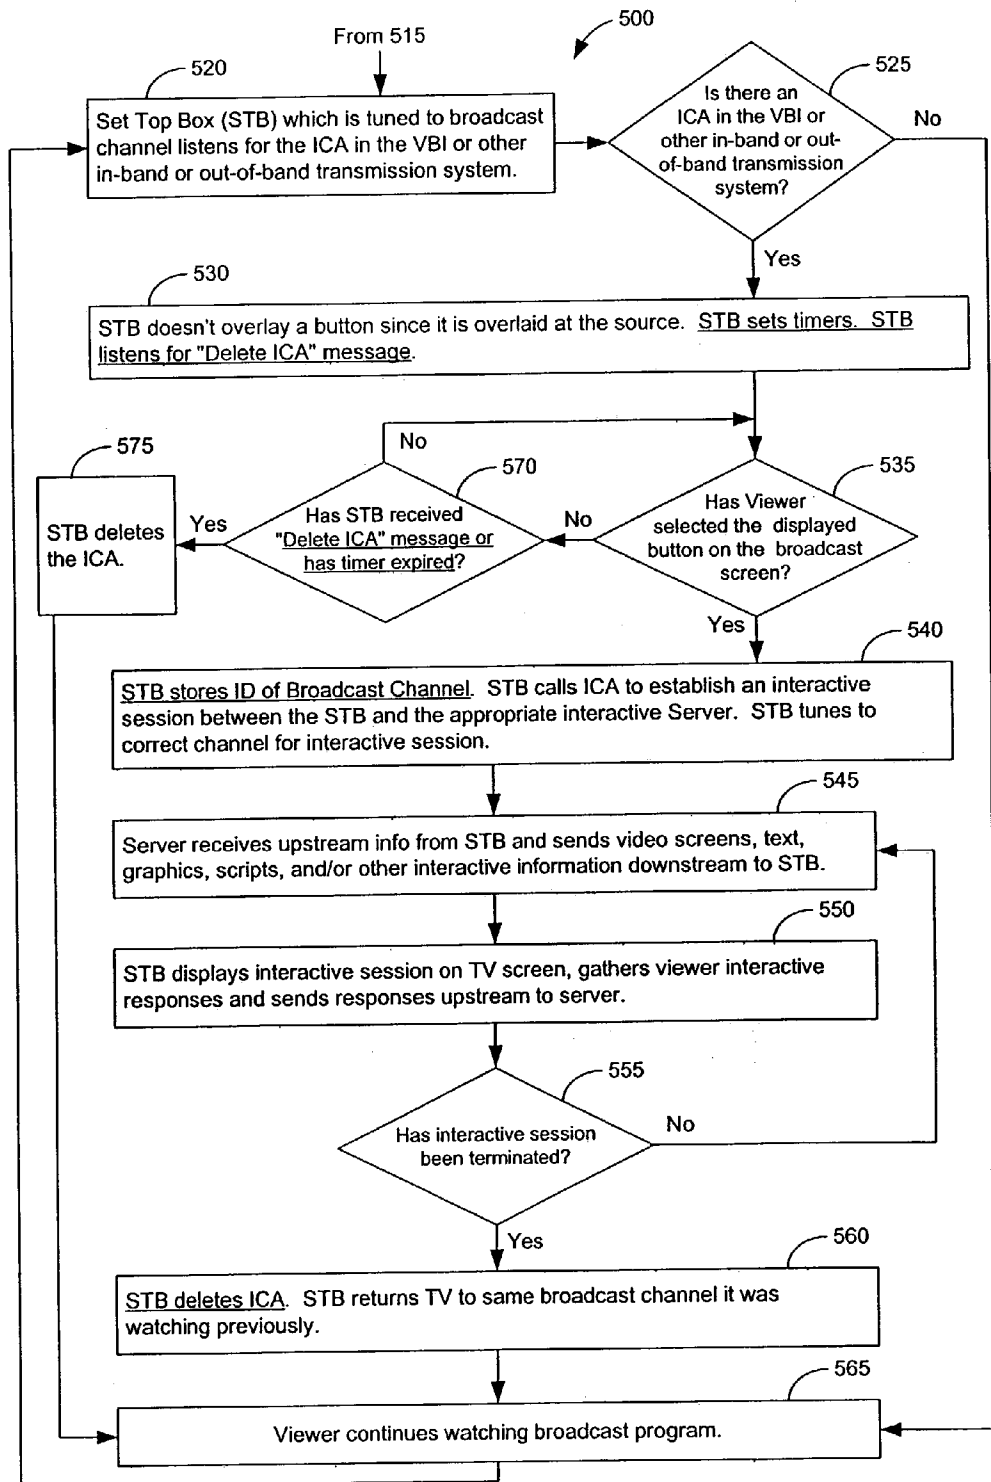 From 515
500
520
Set Top Box (STB) which is tuned to broadcast
channel listens for the ICA in the VBI or other
in-band or out-of-band transmission system.
525
Is there an
ICA in the VBI or
other in-band or out-
of-band transmission
system?
No
Yes
530
STB doesn't overlay a button since it is overlaid at the source. STB sets timers. STB
listens for "Delete ICA" message.
575
STB deletes
the ICA.
Yes
No
570
Has STB received
"Delete ICA" message or
has timer expired?
No
535
Has Viewer
selected the displayed
button on the broadcast
screen?
Yes
540
STB stores ID of Broadcast Channel. STB calls ICA to establish an interactive
session between the STB and the appropriate interactive Server. STB tunes to
correct channel for interactive session.
545
Server receives upstream info from STB and sends video screens, text,
graphics, scripts, and/or other interactive information downstream to STB.
550
STB displays interactive session on TV screen, gathers viewer interactive
responses and sends responses upstream to server.
555
Has interactive session
been terminated?
No
Yes
560
STB deletes ICA. STB returns TV to same broadcast channel it was
watching previously.
565
Viewer continues watching broadcast program.